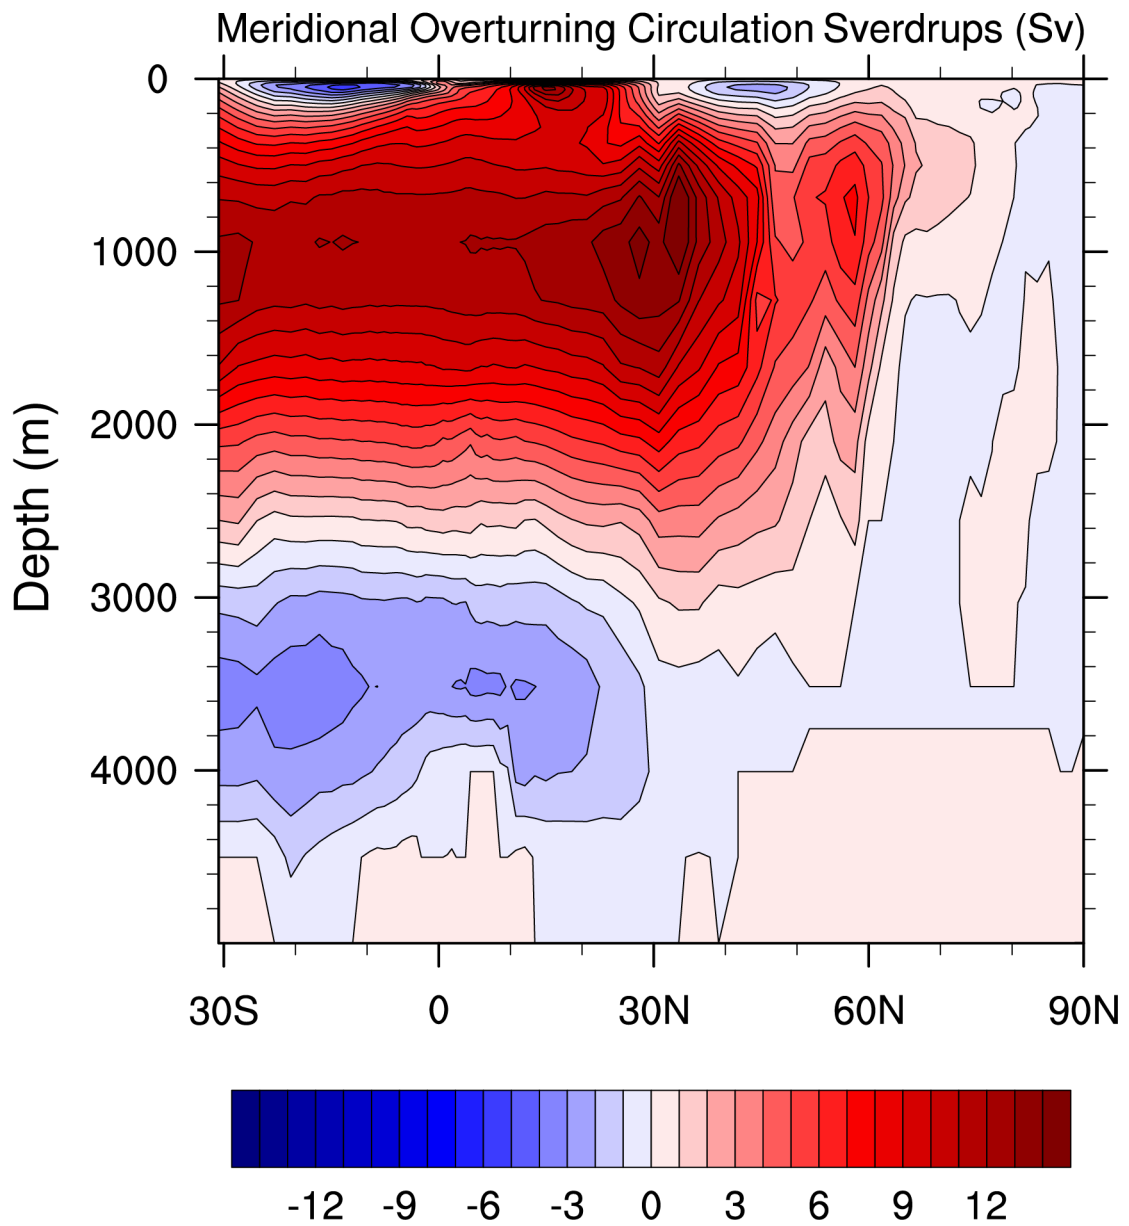 Meridional Overturning Circulation Sverdrups (Sv)
0
1000
2000
3000
4000
Depth (m)
30S 0 30N 60N 90N
-12 -9 -6 -3 0 3 6 9 12